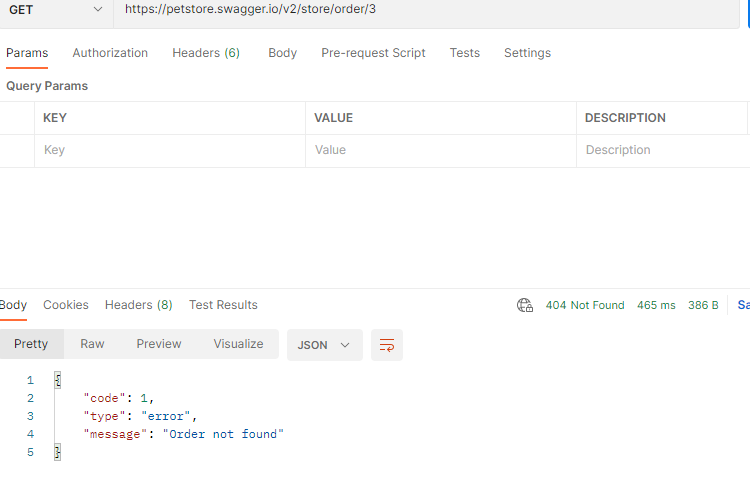 GET https://petstore.swagger.io/v2/store/order/3
Params Authorization Headers (6) Body Pre-request Script Tests Settings
Query Params
KEY VALUE DESCRIPTION
Key Value Description
Body Cookies Headers (8) Test Results 404 Not Found 465 ms 386 B Sa
Pretty Raw Preview Visualize JSON
1 {
2 "code": 1,
3 "type": "error",
4 "message": "Order not found"
5 }